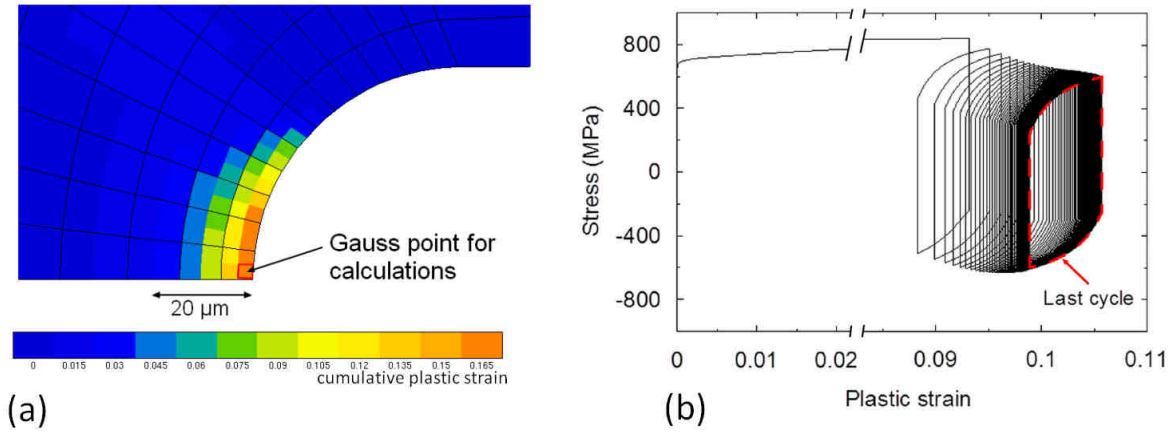 Gauss point for
calculations
20 µm
0 0.015 0.03 0.045 0.06 0.075 0.09 0.105 0.12 0.135 0.15 0.165
cumulative plastic strain
(a)
800
400
0
-400
-800
Stress (MPa)
Last cycle
0 0.01 0.02 0.09 0.1 0.11
Plastic strain
(b)